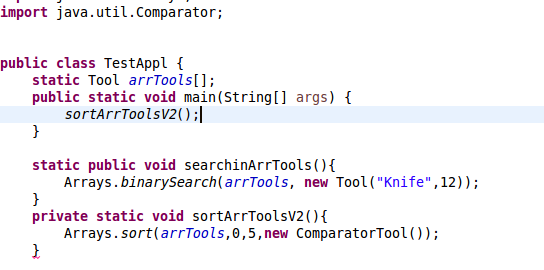 import java.util.Comparator;
public class TestAppl {
static Tool arrTools[];
public static void main(String[] args) {
sortArrToolsV2();
}
static public void searchinArrTools(){
Arrays.binarySearch(arrTools, new Tool("Knife",12));
}
private static void sortArrToolsV2(){
Arrays.sort(arrTools,0,5,new ComparatorTool());
}